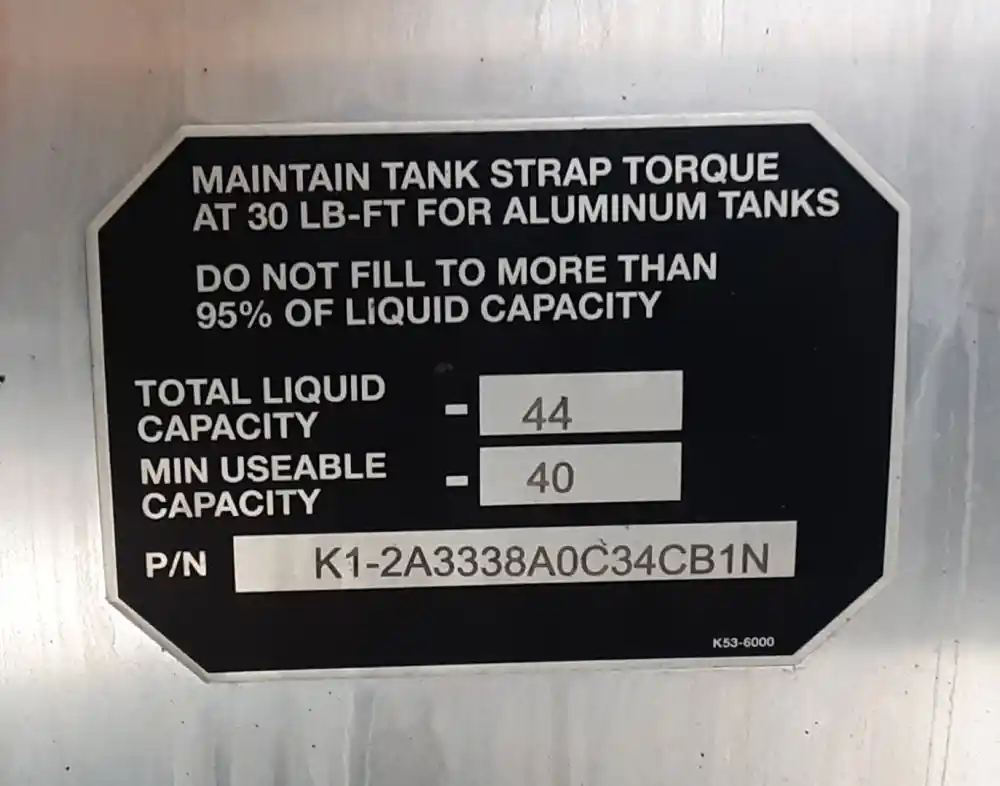 MAINTAIN TANK STRAP TORQUE
AT 30 LB-FT FOR ALUMINUM TANKS
DO NOT FILL TO MORE THAN
95% OF LIQUID CAPACITY
TOTAL LIQUID
CAPACITY - 44
MIN USEABLE
CAPACITY - 40
P/N K1-2A3338A0C34CB1N
K53-6000